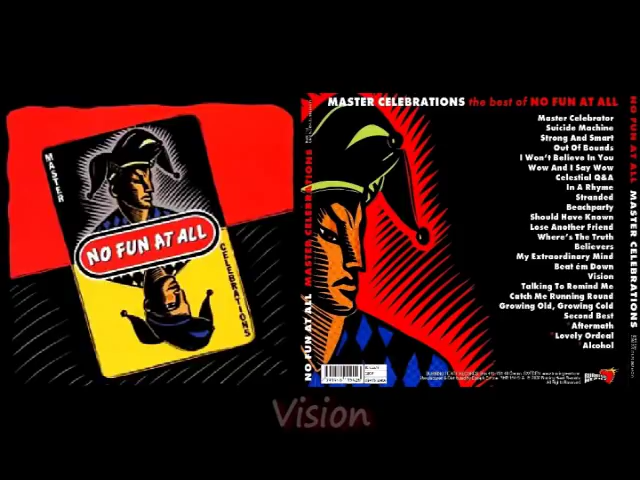 MASTER
NO FUN AT ALL
CELEBRATIONS
NO FUN AT ALL MASTER CELEBRATIONS
MASTER CELEBRATIONS the best of NO FUN AT ALL
Master Celebrator
Suicide Machine
Strong And Smart
Out Of Bounds
I Won't Believe In You
Wow And I Say Wow
Celestial Q&A
In A Rhyme
Stranded
Beachparty
Should Have Known
Lose Another Friend
Where's The Truth
Believers
My Extraordinary Mind
Beat ém Down
Vision
Talking To Remind Me
Catch Me Running Round
Growing Old, Growing Cold
Second Best
*Aftermath
*Lovely Ordeal
*Alcohol
NO FUN AT ALL MASTER CELEBRATIONS
Vision